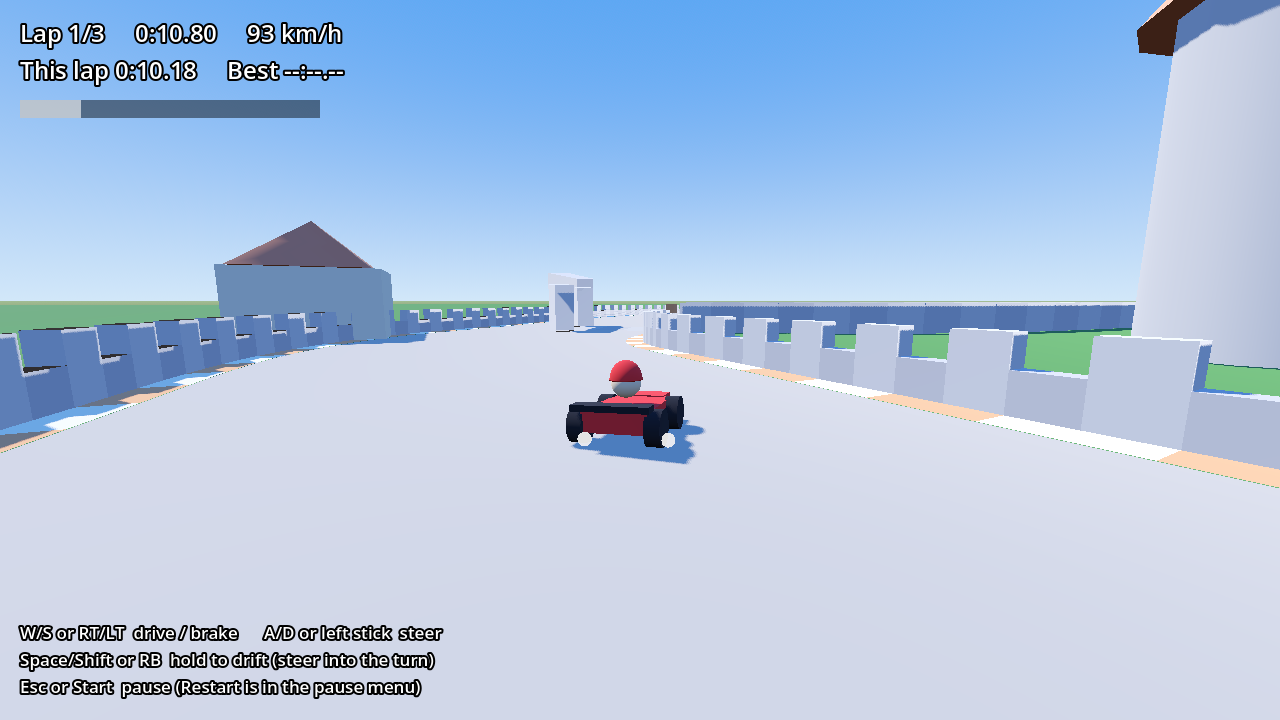 Lap 1/3 0:10.80 93 km/h
This lap 0:10.18 Best --:--.--
W/S or RT/LT drive / brake A/D or left stick steer
Space/Shift or RB hold to drift (steer into the turn)
Esc or Start pause (Restart is in the pause menu)